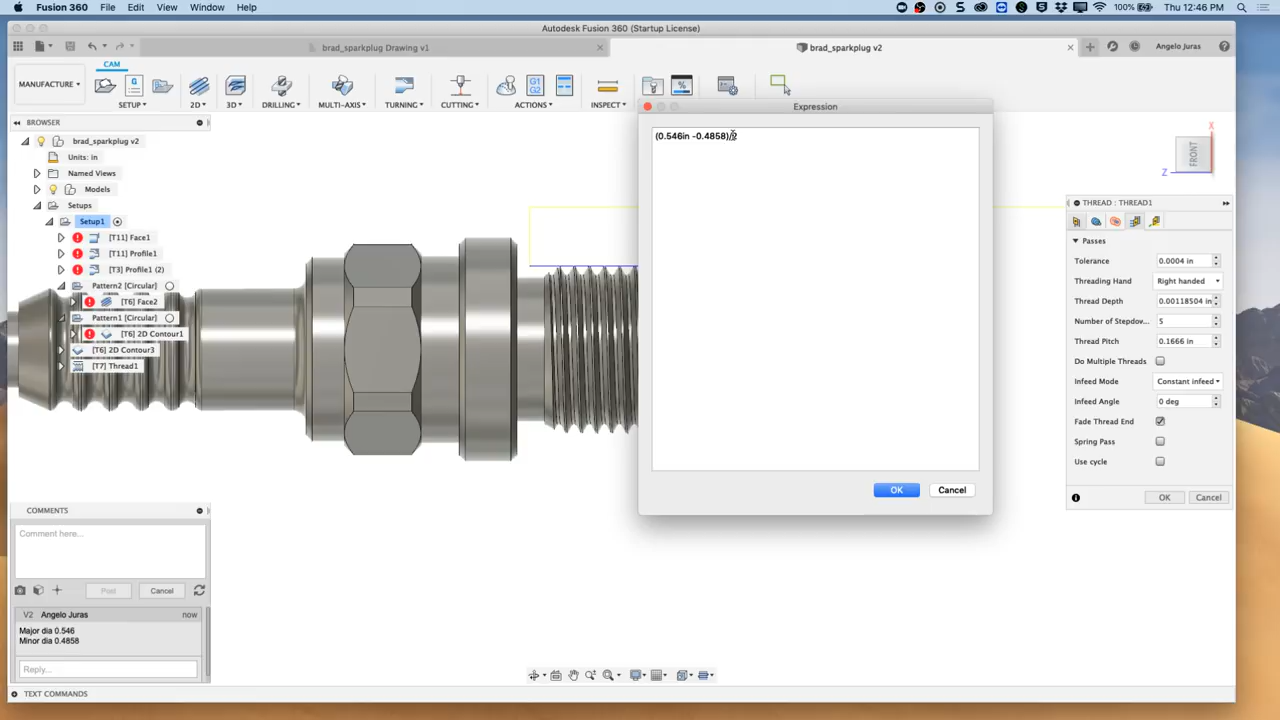 Fusion 360 File Edit View Window Help 100% Thu 12:46 PM
Autodesk Fusion 360 (Startup License)
brad_sparkplug Drawing v1 brad_sparkplug v2 Angelo Juras
CAM
MANUFACTURE
G1
G2
SETUP 2D 3D DRILLING MULTI-AXIS TURNING CUTTING ACTIONS INSPECT
BROWSER
brad_sparkplug v2
Units: in
Named Views
Models
Setups
Setup1
[T11] Face1
[T11] Profile1
[T3] Profile1 (2)
Pattern2 [Circular]
[T6] Face2
Pattern1 [Circular]
[T6] 2D Contour1
[T6] 2D Contour3
[T7] Thread1
Expression
(0.546in -0.4858)/2
OK Cancel
X
FRONT
Z
THREAD : THREAD1
Passes
Tolerance 0.0004 in
Threading Hand Right handed
Thread Depth 0.00118504 in
Number of Stepdov 5
Thread Pitch 0.1666 in
Do Multiple Threads
Infeed Mode Constant infeed
Infeed Angle 0 deg
Fade Thread End
Spring Pass
Use cycle
OK Cancel
COMMENTS
Comment here...
Post Cancel
V2 Angelo Juras now
Major dia 0.546
Minor dia 0.4858
Reply...
TEXT COMMANDS